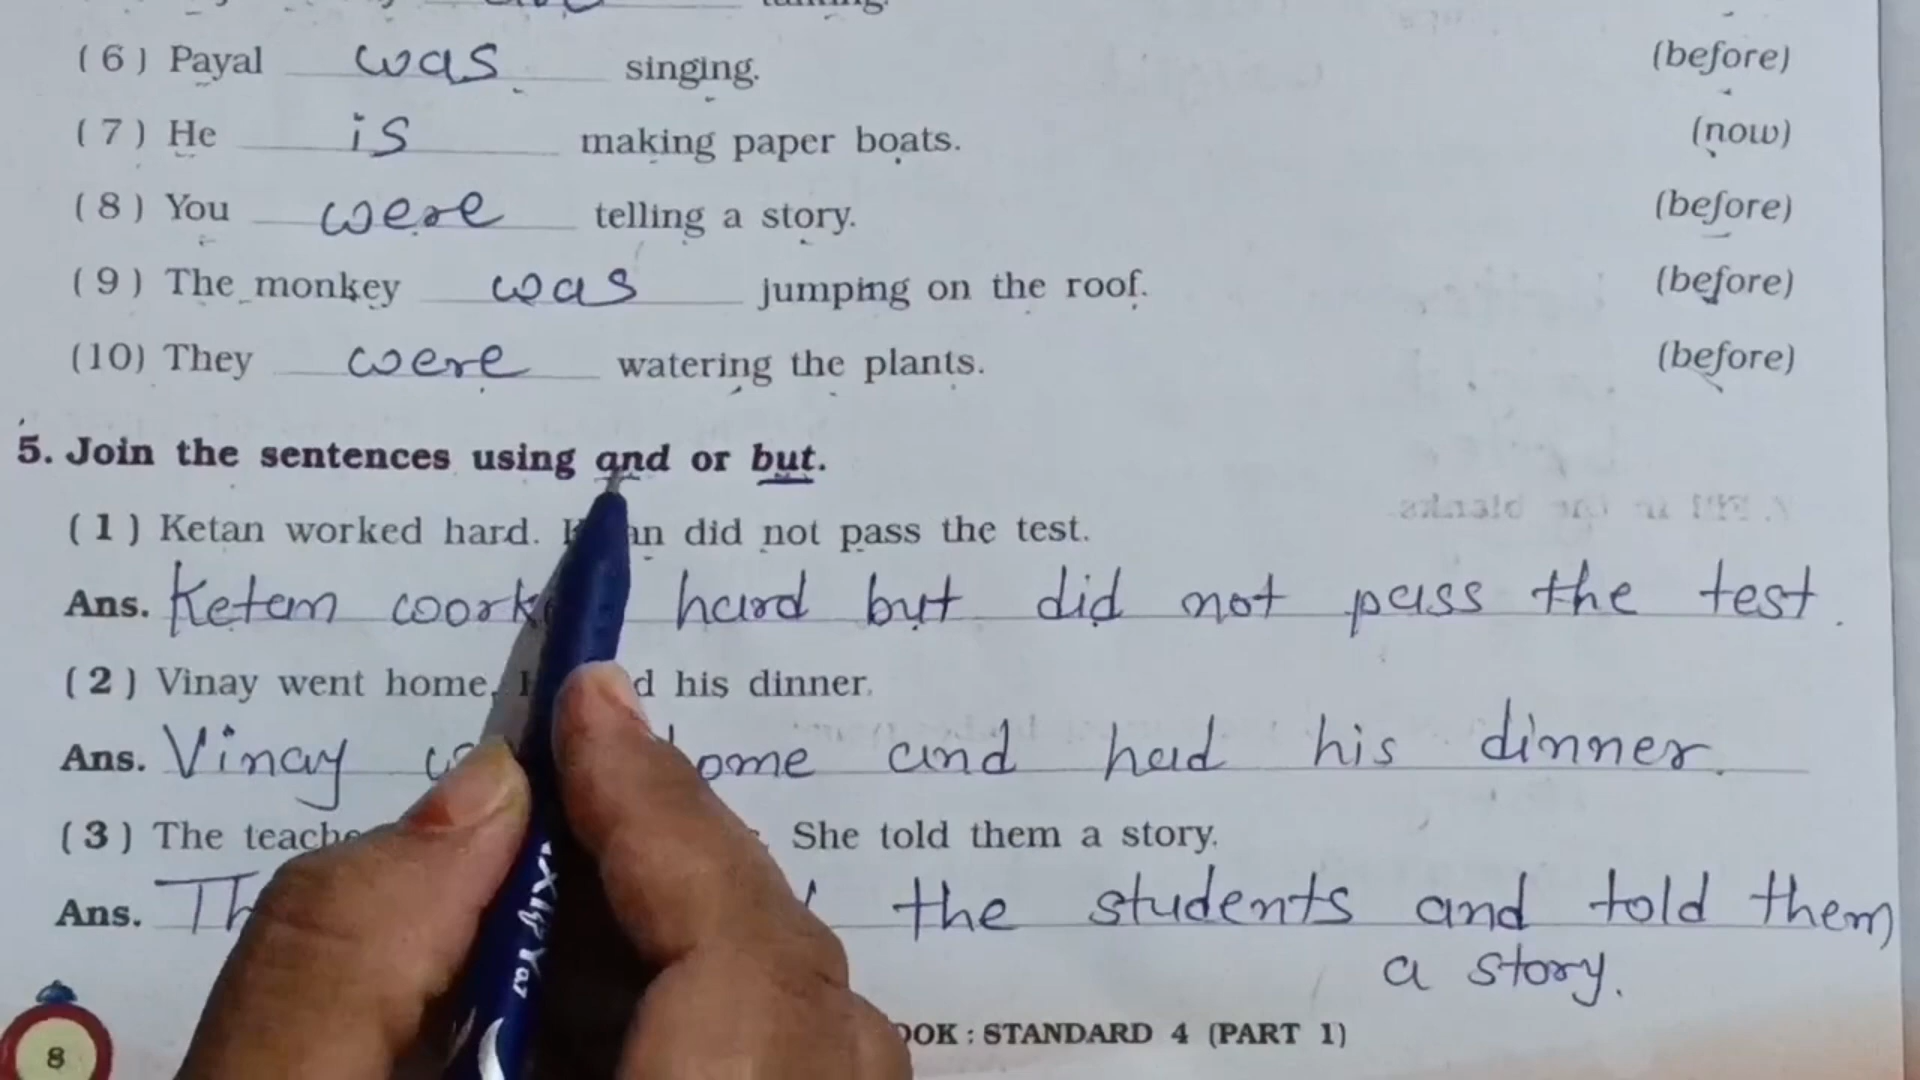 (6) Payal was singing. (before)
(7) He is making paper boats. (now)
(8) You were telling a story. (before)
(9) The monkey was jumping on the roof. (before)
(10) They were watering the plants. (before)
5. Join the sentences using and or but.
(1) Ketan worked hard. did not pass the test.
Ans. Ketan hard but did not pass the test.
(2) Vinay went home. his dinner.
Ans. Vinay and had his dinner.
(3) The She told them a story.
Ans. the students and told them
a story.
8
: STANDARD 4 (PART 1)